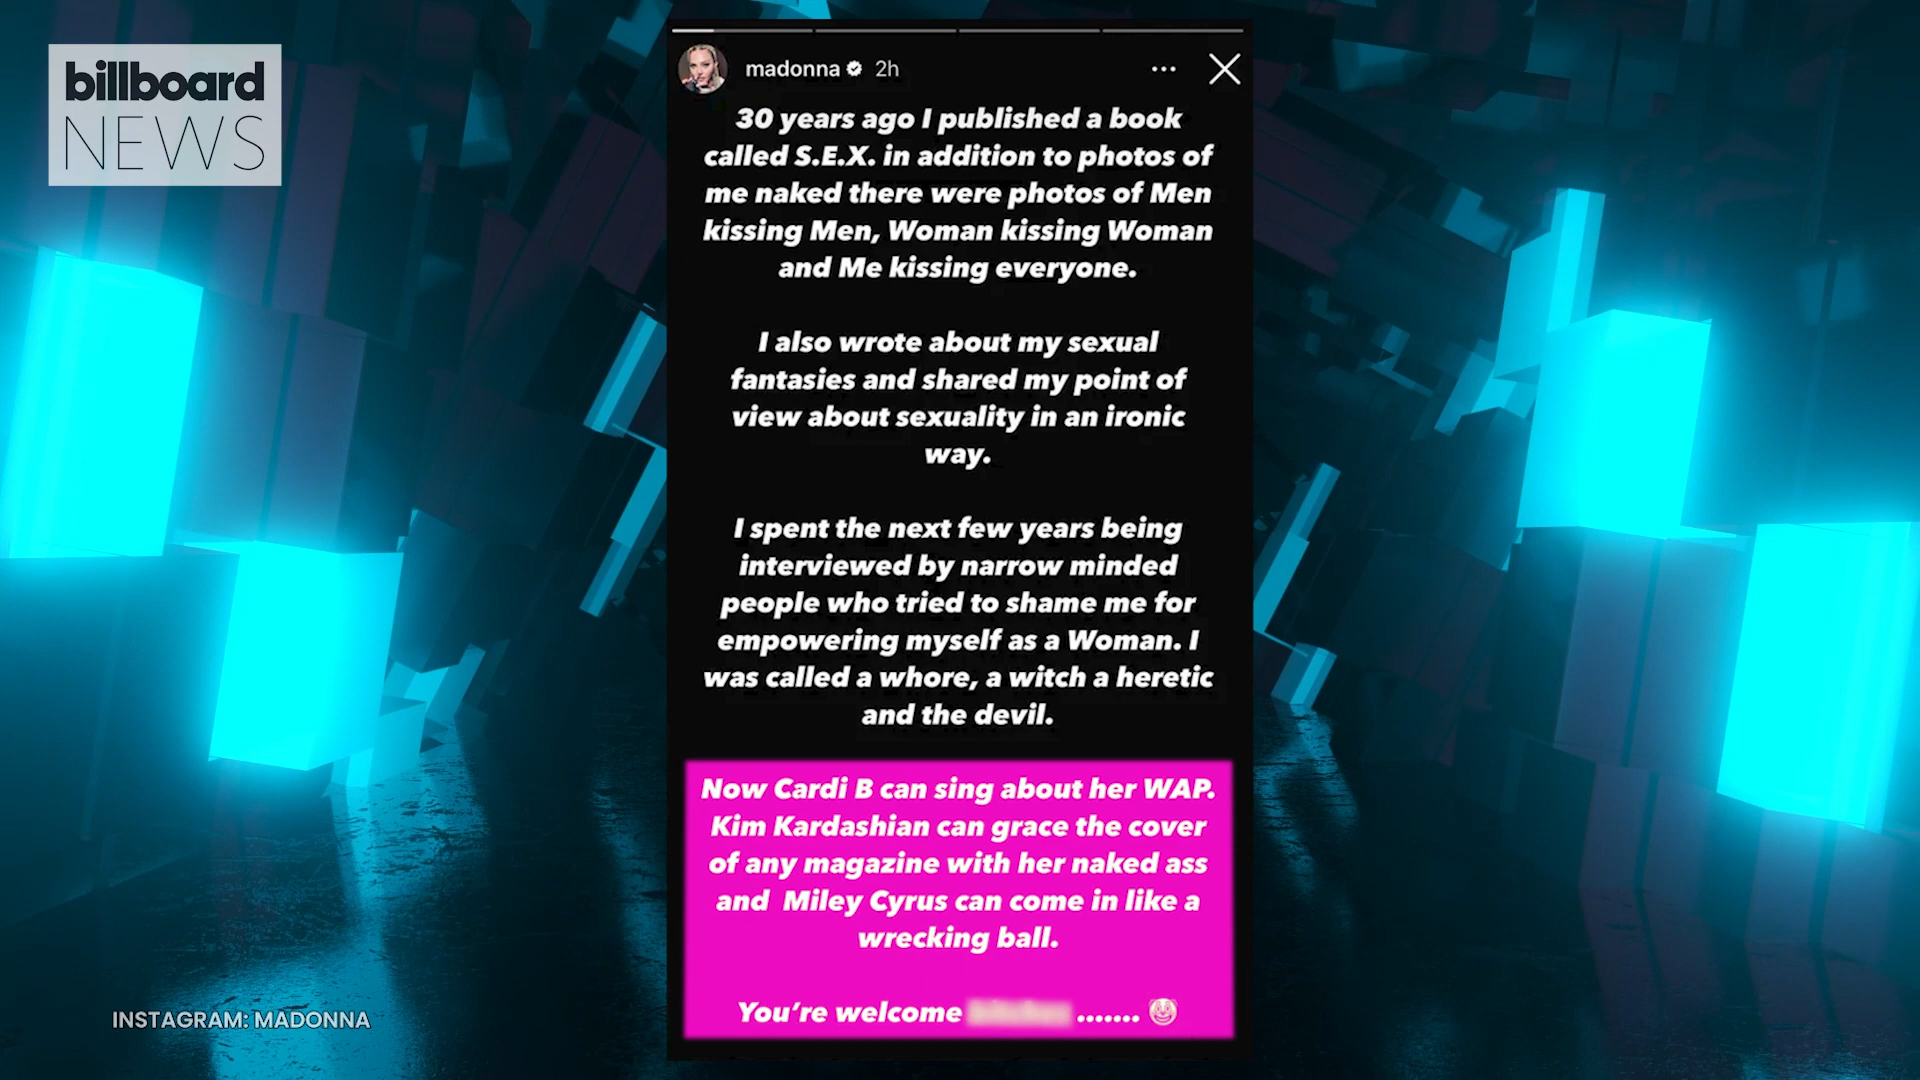 billboard
NEWS
madonna 2h
30 years ago I published a book
called S.E.X. in addition to photos of
me naked there were photos of Men
kissing Men, Woman kissing Woman
and Me kissing everyone.
I also wrote about my sexual
fantasies and shared my point of
view about sexuality in an ironic
way.
I spent the next few years being
interviewed by narrow minded
people who tried to shame me for
empowering myself as a Woman. I
was called a whore, a witch a heretic
and the devil.
Now Cardi B can sing about her WAP.
Kim Kardashian can grace the cover
of any magazine with her naked ass
and Miley Cyrus can come in like a
wrecking ball.
You're welcome ....... 🤡
INSTAGRAM: MADONNA